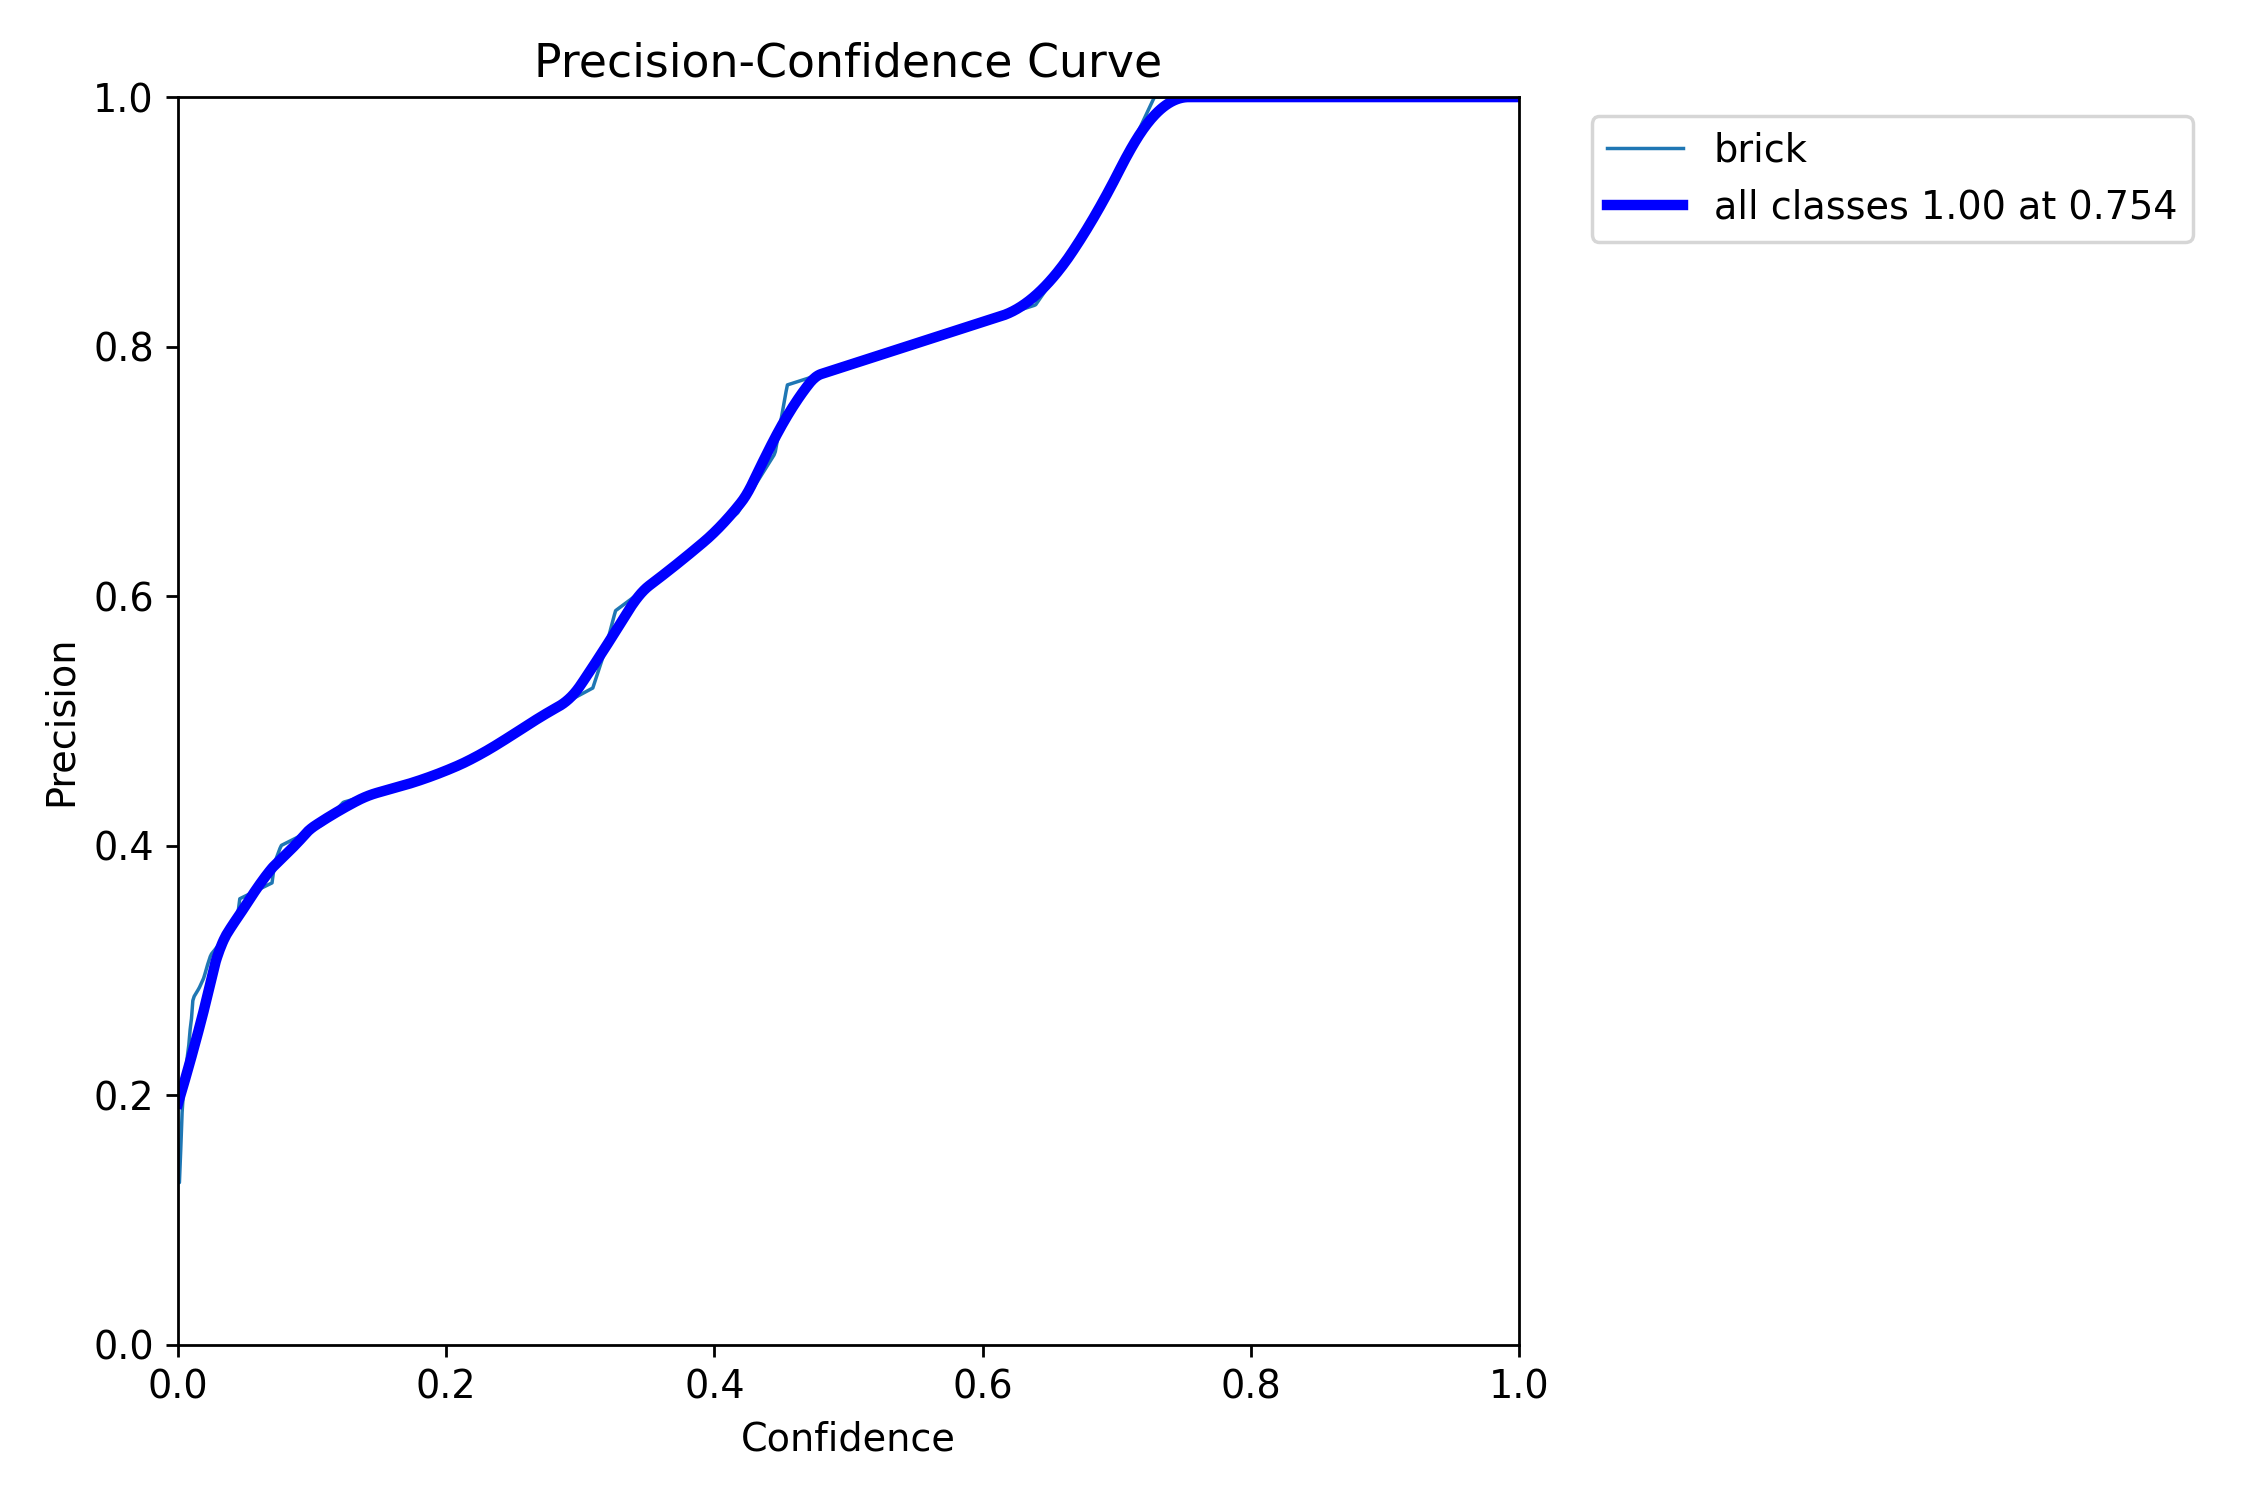 Precision-Confidence Curve
1.0
0.8
0.6
0.4
0.2
0.0
Precision
0.0 0.2 0.4 0.6 0.8 1.0
Confidence
brick
all classes 1.00 at 0.754